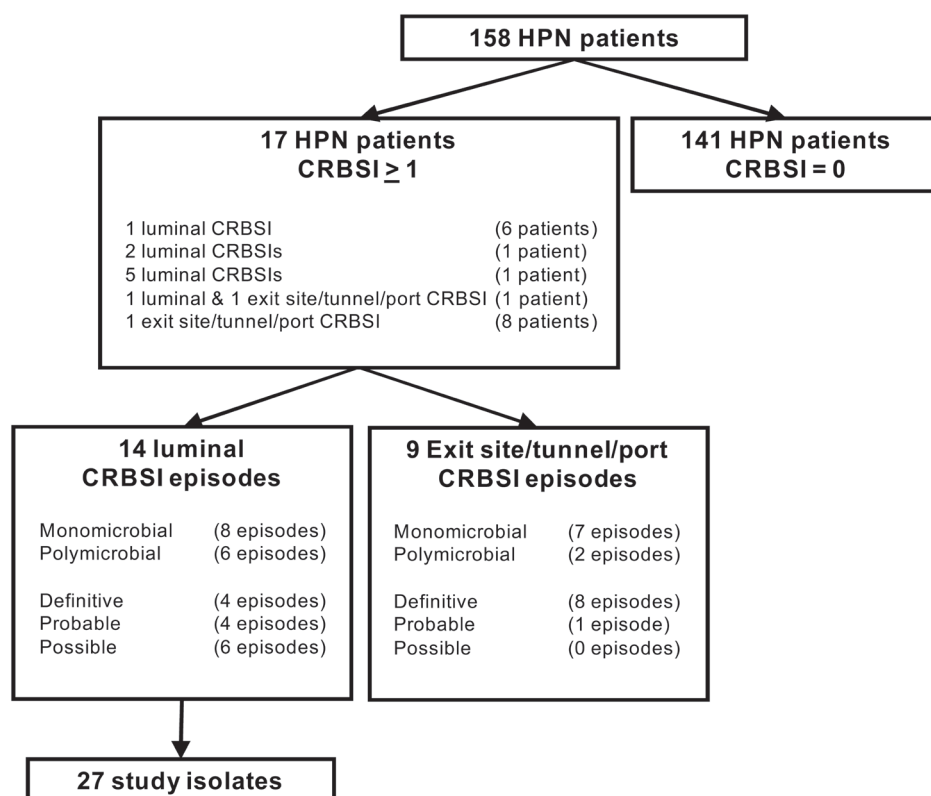 158 HPN patients
17 HPN patients
CRBSI ≥ 1
1 luminal CRBSI (6 patients)
2 luminal CRBSIs (1 patient)
5 luminal CRBSIs (1 patient)
1 luminal & 1 exit site/tunnel/port CRBSI (1 patient)
1 exit site/tunnel/port CRBSI (8 patients)
141 HPN patients
CRBSI = 0
14 luminal
CRBSI episodes
Monomicrobial (8 episodes)
Polymicrobial (6 episodes)
Definitive (4 episodes)
Probable (4 episodes)
Possible (6 episodes)
9 Exit site/tunnel/port
CRBSI episodes
Monomicrobial (7 episodes)
Polymicrobial (2 episodes)
Definitive (8 episodes)
Probable (1 episode)
Possible (0 episodes)
27 study isolates